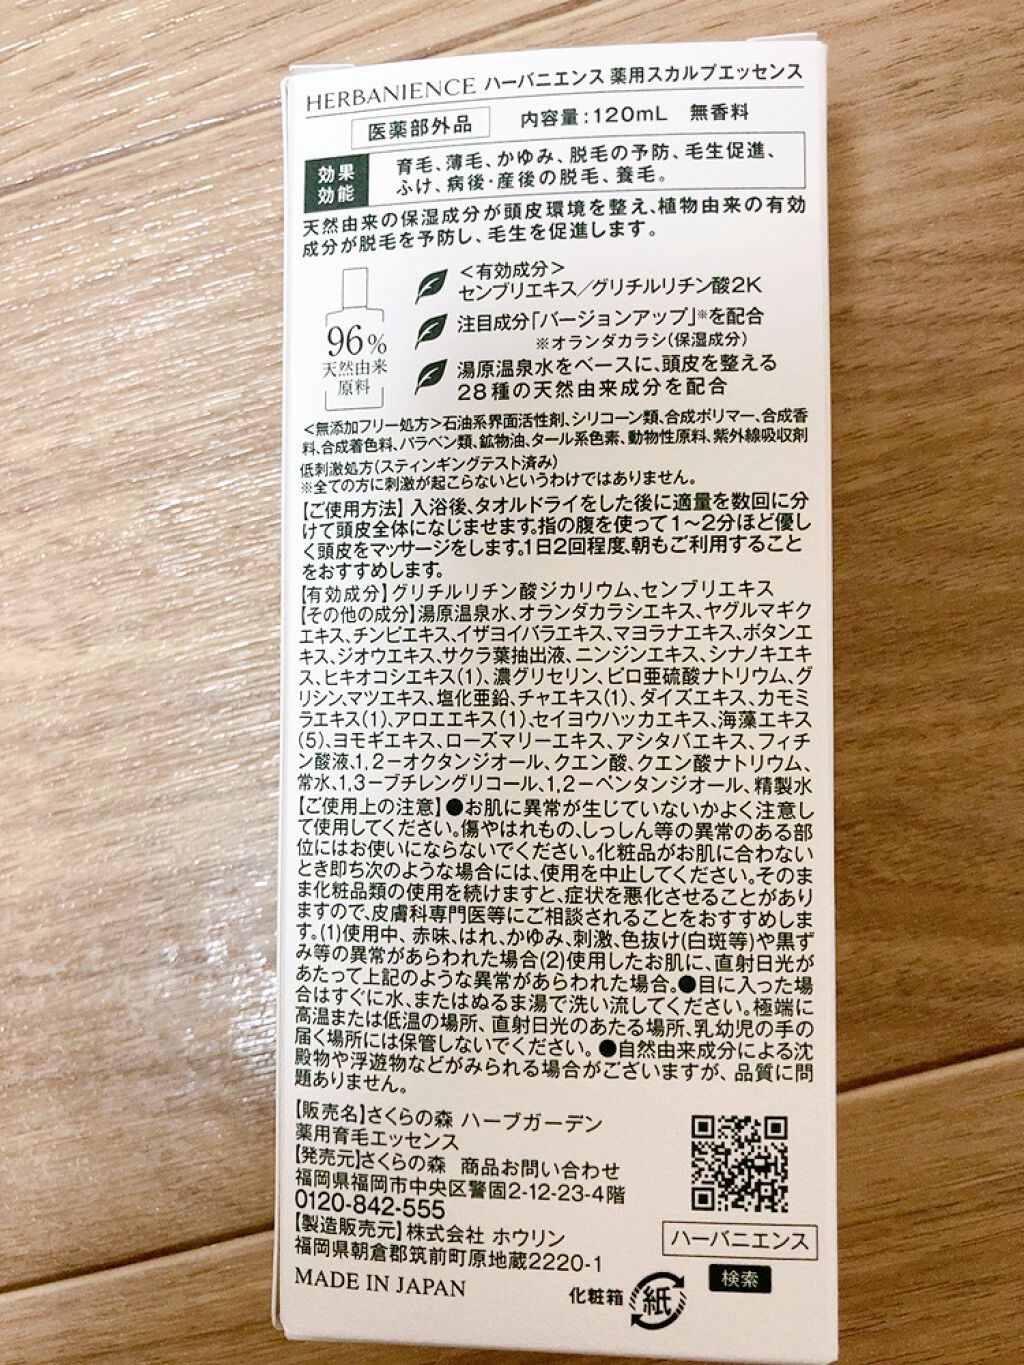 HERBANIENCE ハーバニエンス 薬用スカルプエッセンス
医薬部外品 内容量:120mL 無香料
効果
効能
育毛、薄毛、かゆみ、脱毛の予防、毛生促進、
ふけ、病後・産後の脱毛、養毛。
天然由来の保湿成分が頭皮環境を整え、植物由来の有効
成分が脱毛を予防し、毛生を促進します。
96%
天然由来
原料
<有効成分>
センブリエキス/グリチルリチン酸2K
注目成分「バージョンアップ」※を配合
※オランダカラシ(保湿成分)
湯原温泉水をベースに、頭皮を整える
28種の天然由来成分を配合
<無添加フリー処方>石油系界面活性剤、シリコーン類、合成ポリマー、合成香
料、合成着色料、パラベン類、鉱物油、タール系色素、動物性原料、紫外線吸収剤
低刺激処方(スティンギングテスト済み)
※全ての方に刺激が起こらないというわけではありません。
【ご使用方法】入浴後、タオルドライをした後に適量を数回に分
けて頭皮全体になじませます。指の腹を使って1〜2分ほど優し
く頭皮をマッサージをします。1日2回程度、朝もご利用すること
をおすすめします。
【有効成分】グリチルリチン酸ジカリウム、センブリエキス
【その他の成分】湯原温泉水、オランダカラシエキス、ヤグルマギク
エキス、チンピエキス、イザヨイバラエキス、マヨラナエキス、ボタンエ
キス、ジオウエキス、サクラ葉抽出液、ニンジンエキス、シナノキエキ
ス、ヒキオコシエキス(1)、濃グリセリン、ピロ亜硫酸ナトリウム、グ
リシン、マツエキス、塩化亜鉛、チャエキス(1)、ダイズエキス、カモミ
ラエキス(1)、アロエエキス(1)、セイヨウハッカエキス、海藻エキス
(5)、ヨモギエキス、ローズマリーエキス、アシタバエキス、フィチ
ン酸液、1,2-オクタンジオール、クエン酸、クエン酸ナトリウム、
常水、1,3-ブチレングリコール、1,2-ペンタンジオール、精製水
【ご使用上の注意】●お肌に異常が生じていないかよく注意し
て使用してください。傷やはれもの、しっしん等の異常のある部
位にはお使いにならないでください。化粧品がお肌に合わない
とき即ち次のような場合には、使用を中止してください。そのま
ま化粧品類の使用を続けますと、症状を悪化させることがあり
ますので、皮膚科専門医等にご相談されることをおすすめしま
す。(1)使用中、赤味、はれ、かゆみ、刺激、色抜け(白斑等)や黒ず
み等の異常があらわれた場合(2)使用したお肌に、直射日光が
あたって上記のような異常があらわれた場合。●目に入った場
合はすぐに水、またはぬるま湯で洗い流してください。極端に
高温または低温の場所、直射日光のあたる場所、乳幼児の手の
届く場所には保管しないでください。●自然由来成分による沈
殿物や浮遊物などがみられる場合がございますが、品質に問
題ありません。
【販売名】さくらの森 ハーブガーデン
薬用育毛エッセンス
【発売元】さくらの森 商品お問い合わせ
福岡県福岡市中央区警固2-12-23-4階
0120-842-555
【製造販売元】株式会社 ホウリン
福岡県朝倉郡筑前町原地蔵2220-1
MADE IN JAPAN
ハーバニエンス
検索
化粧箱 紙